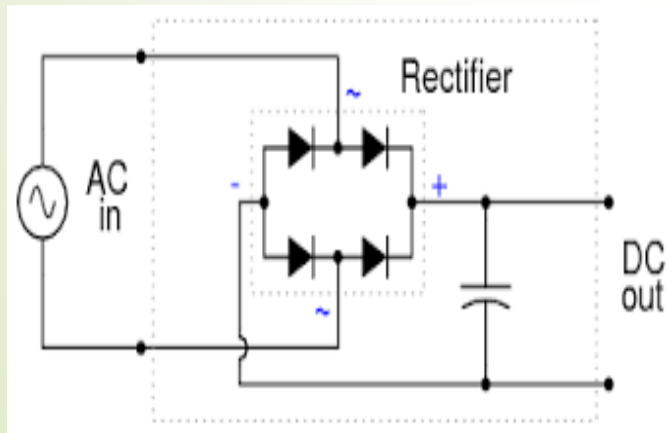 Rectifier
~
AC
in
-
+
DC
out
~